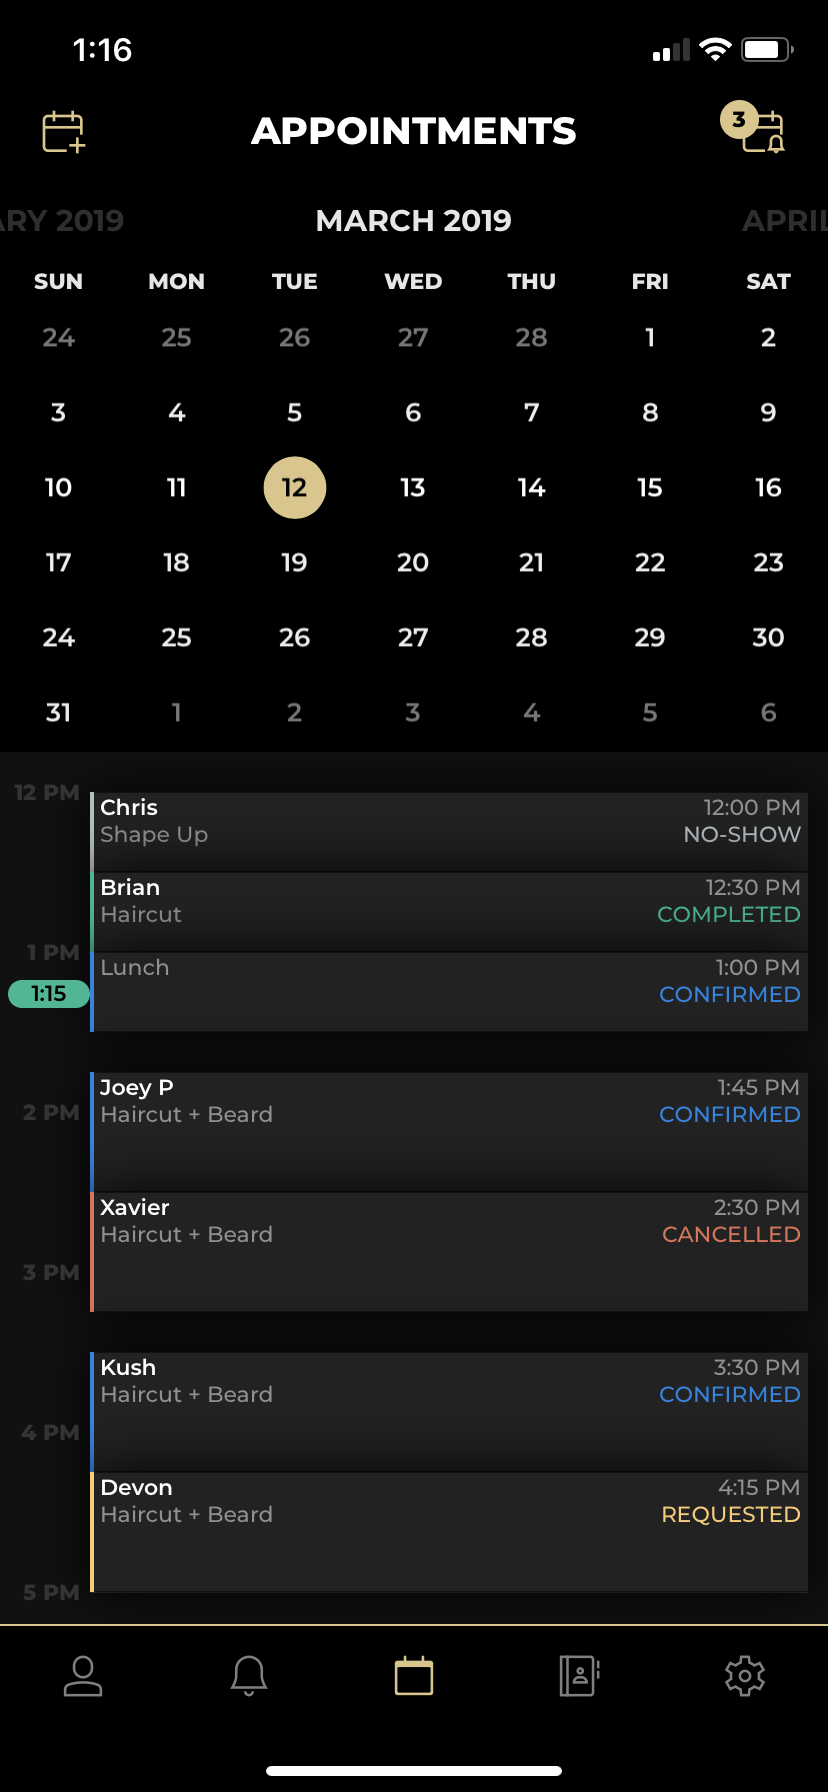 1:16
APPOINTMENTS
3
ARY 2019 MARCH 2019 APRIL
SUN MON TUE WED THU FRI SAT
24 25 26 27 28 1 2
3 4 5 6 7 8 9
10 11 12 13 14 15 16
17 18 19 20 21 22 23
24 25 26 27 28 29 30
31 1 2 3 4 5 6
12 PM
Chris 12:00 PM
Shape Up NO-SHOW
Brian 12:30 PM
Haircut COMPLETED
1 PM
Lunch 1:00 PM
1:15 CONFIRMED
Joey P 1:45 PM
2 PM Haircut + Beard CONFIRMED
Xavier 2:30 PM
Haircut + Beard CANCELLED
3 PM
Kush 3:30 PM
Haircut + Beard CONFIRMED
4 PM
Devon 4:15 PM
Haircut + Beard REQUESTED
5 PM